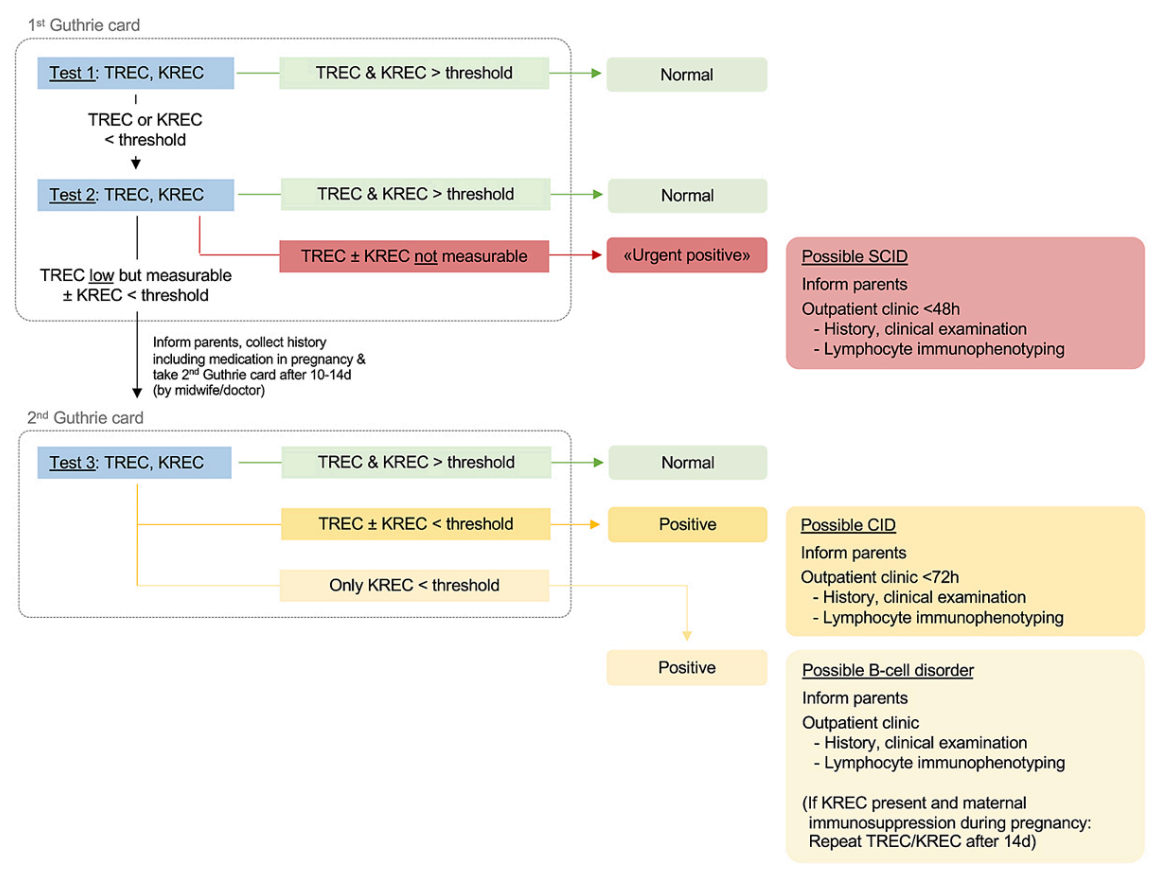 1st Guthrie card
Test 1: TREC, KREC
TREC & KREC > threshold
Normal
TREC or KREC
< threshold
Test 2: TREC, KREC
TREC & KREC > threshold
Normal
TREC ± KREC not measurable
«Urgent positive»
TREC low but measurable
± KREC < threshold
Possible SCID
Inform parents
Outpatient clinic <48h
- History, clinical examination
- Lymphocyte immunophenotyping
Inform parents, collect history
including medication in pregnancy &
take 2nd Guthrie card after 10-14d
(by midwife/doctor)
2nd Guthrie card
Test 3: TREC, KREC
TREC & KREC > threshold
Normal
TREC ± KREC < threshold
Positive
Only KREC < threshold
Possible CID
Inform parents
Outpatient clinic <72h
- History, clinical examination
- Lymphocyte immunophenotyping
Positive
Possible B-cell disorder
Inform parents
Outpatient clinic
- History, clinical examination
- Lymphocyte immunophenotyping
(If KREC present and maternal
immunosuppression during pregnancy:
Repeat TREC/KREC after 14d)